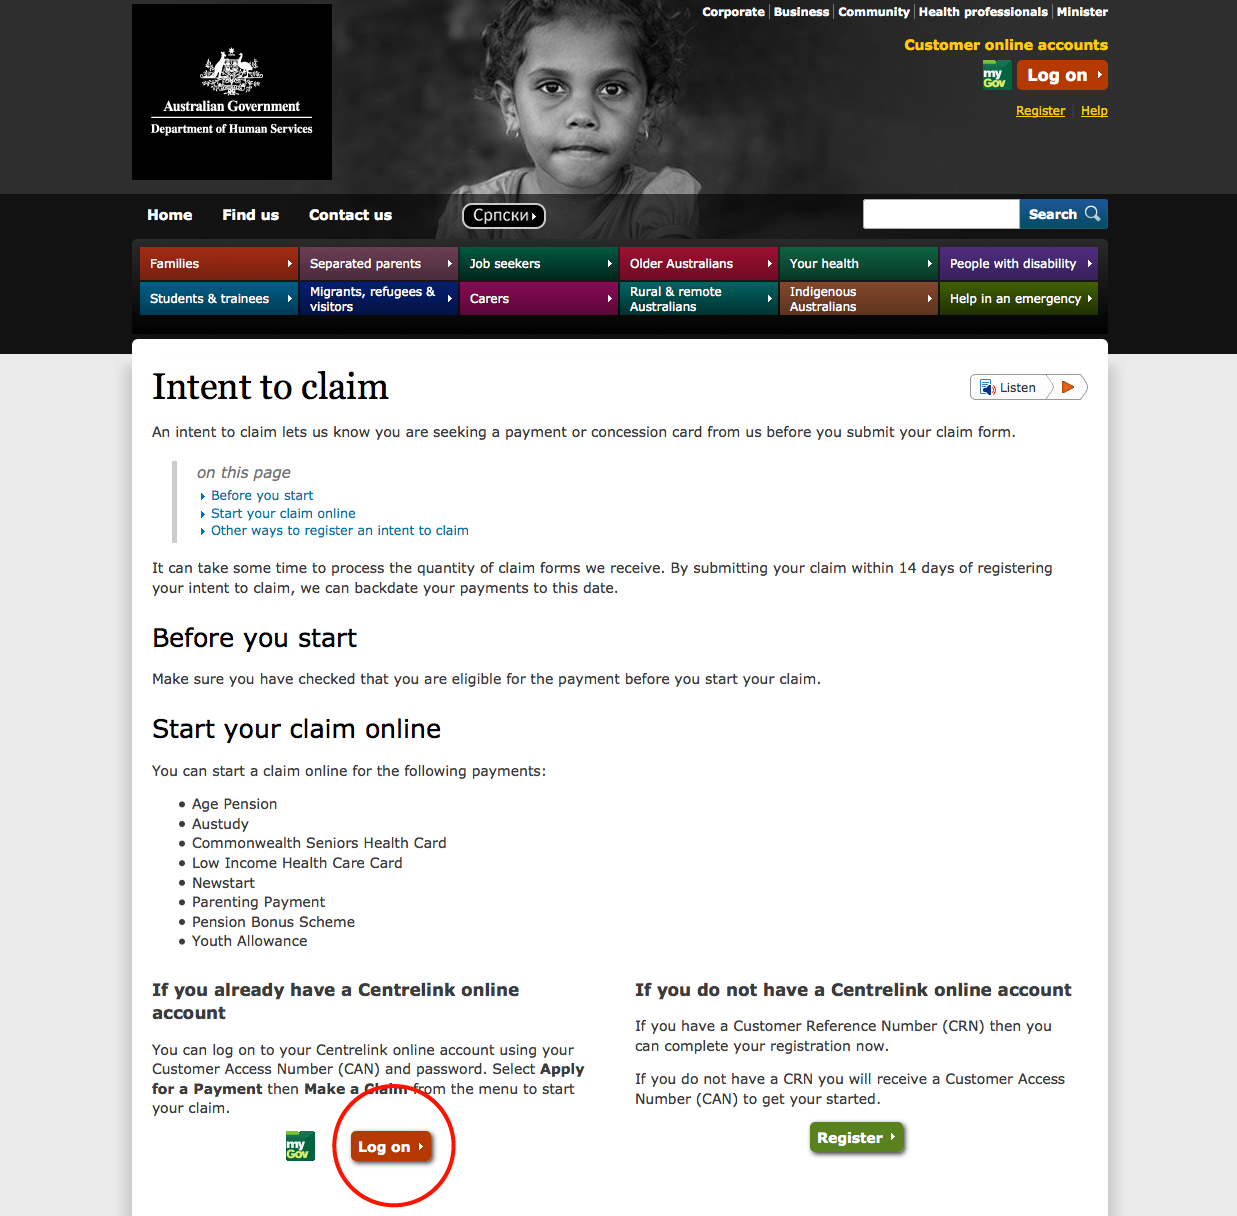 Corporate | Business | Community | Health professionals | Minister
Australian Government
Department of Human Services
Customer online accounts
my
Gov
Log on
Register | Help
Home
Find us
Contact us
Српски
Search
Families
Separated parents
Job seekers
Older Australians
Your health
People with disability
Students & trainees
Migrants, refugees &
visitors
Carers
Rural & remote
Australians
Indigenous
Australians
Help in an emergency
Intent to claim
Listen
An intent to claim lets us know you are seeking a payment or concession card from us before you submit your claim form.
on this page
Before you start
Start your claim online
Other ways to register an intent to claim
It can take some time to process the quantity of claim forms we receive. By submitting your claim within 14 days of registering
your intent to claim, we can backdate your payments to this date.
Before you start
Make sure you have checked that you are eligible for the payment before you start your claim.
Start your claim online
You can start a claim online for the following payments:
• Age Pension
• Austudy
• Commonwealth Seniors Health Card
• Low Income Health Care Card
• Newstart
• Parenting Payment
• Pension Bonus Scheme
• Youth Allowance
If you already have a Centrelink online
account
You can log on to your Centrelink online account using your
Customer Access Number (CAN) and password. Select Apply
for a Payment then Make a Claim from the menu to start
your claim.
my
Gov
Log on
If you do not have a Centrelink online account
If you have a Customer Reference Number (CRN) then you
can complete your registration now.
If you do not have a CRN you will receive a Customer Access
Number (CAN) to get your started.
Register